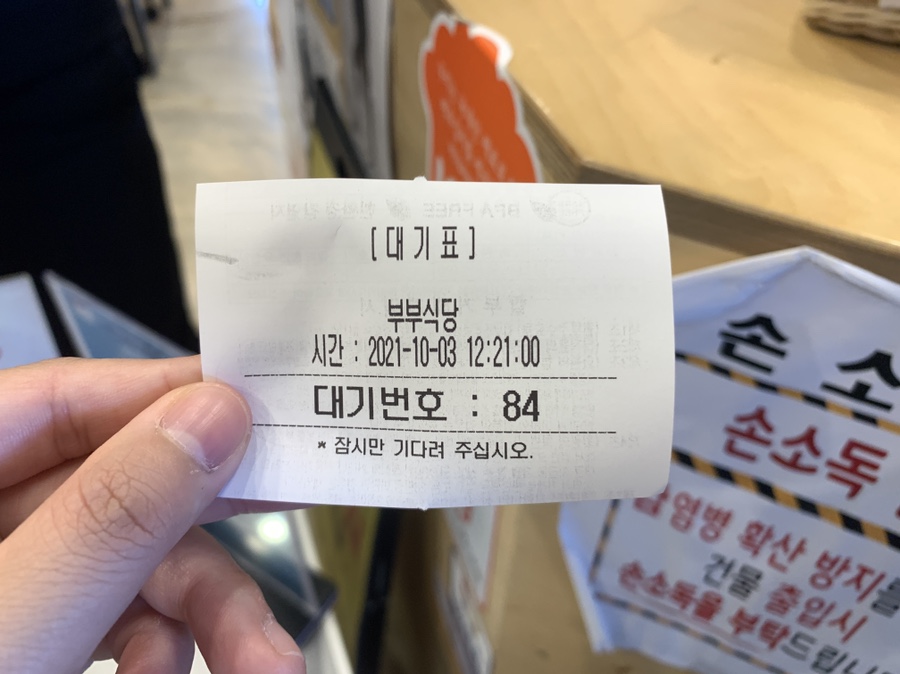 [대기표]
부부식당
시간 : 2021-10-03 12:21:00
대기번호 : 84
* 잠시만 기다려 주십시오.
손 소
손소독
감염병 확산 방지를
건물 출입시
손소독을 부탁드립니